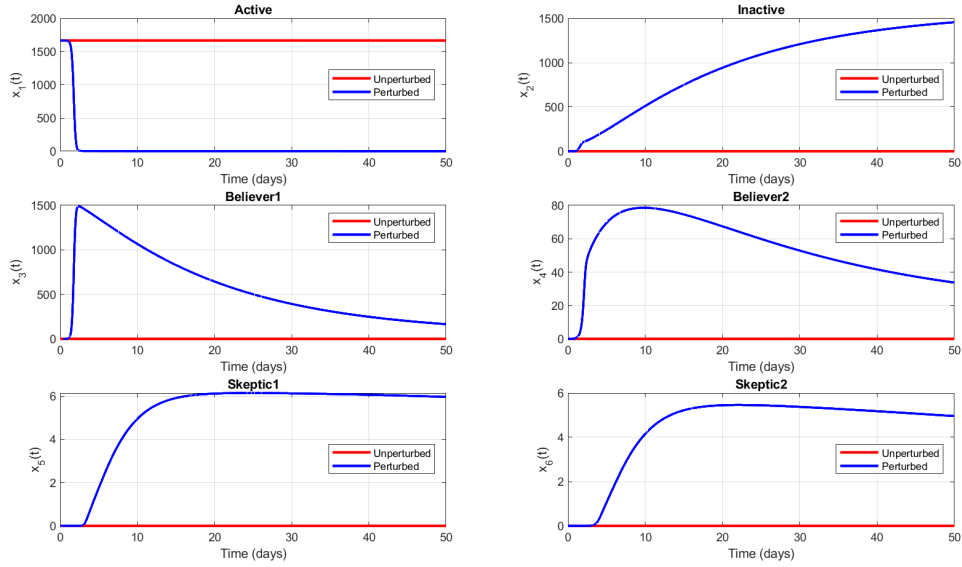 Active
2000
1500
1000
500
0
x1(t)
Unperturbed
Perturbed
0 10 20 30 40 50
Time (days)
Inactive
1500
1000
500
0
x2(t)
Unperturbed
Perturbed
0 10 20 30 40 50
Time (days)
Believer1
1500
1000
500
0
x3(t)
Unperturbed
Perturbed
0 10 20 30 40 50
Time (days)
Believer2
80
60
40
20
0
x4(t)
Unperturbed
Perturbed
0 10 20 30 40 50
Time (days)
Skeptic1
6
4
2
0
x5(t)
Unperturbed
Perturbed
0 10 20 30 40 50
Time (days)
Skeptic2
6
4
2
0
x6(t)
Unperturbed
Perturbed
0 10 20 30 40 50
Time (days)